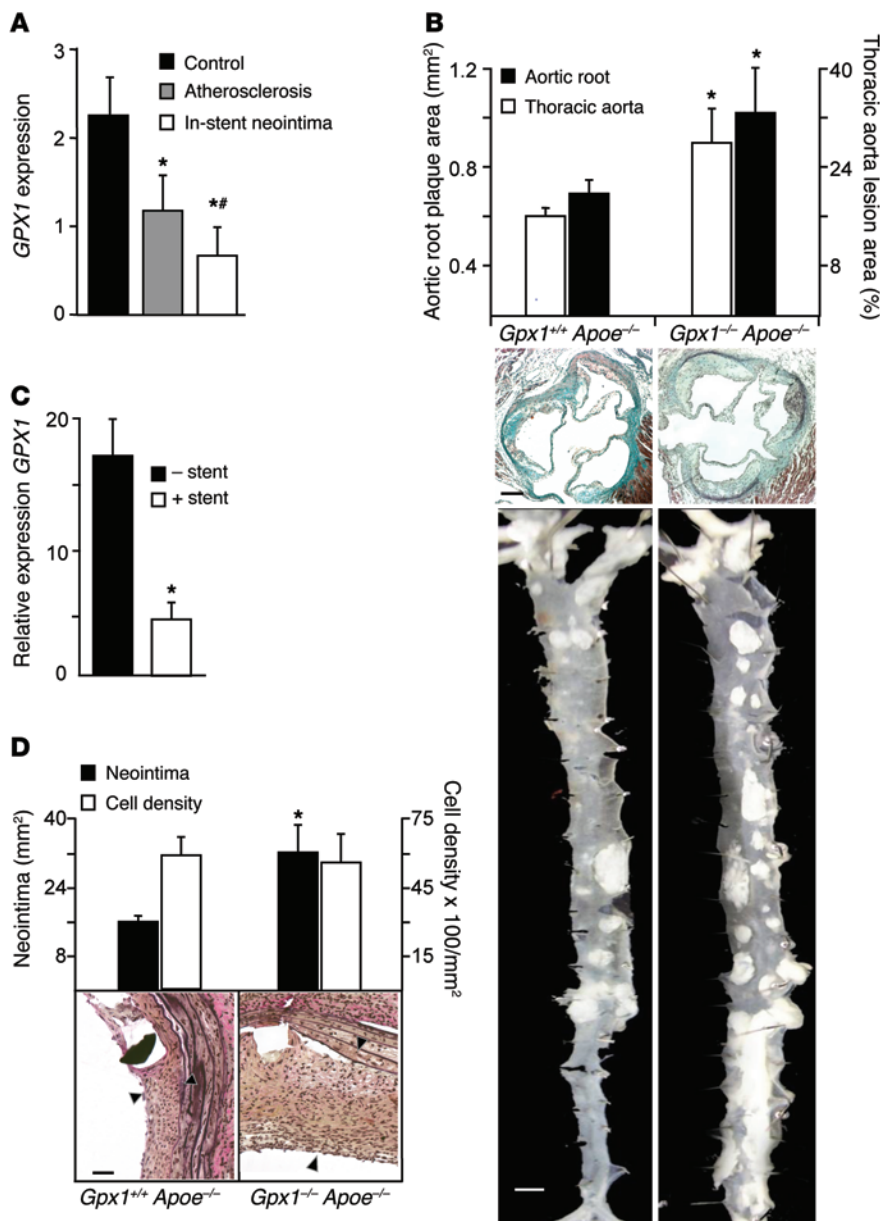 A
GPX1 expression
3
2
1
0
Control
Atherosclerosis
In-stent neointima
*
*#
B
Aortic root plaque area (mm²)
1.2
0.8
0.4
Aortic root
Thoracic aorta
*
*
40
24
8
Thoracic aorta lesion area (%)
Gpx1+/+ Apoe–/–
Gpx1–/– Apoe–/–
C
Relative expression GPX1
20
10
0
– stent
+ stent
*
D
Neointima
Cell density
Neointima (mm²)
40
24
8
*
75
45
15
Cell density x 100/mm²
Gpx1+/+ Apoe–/–
Gpx1–/– Apoe–/–